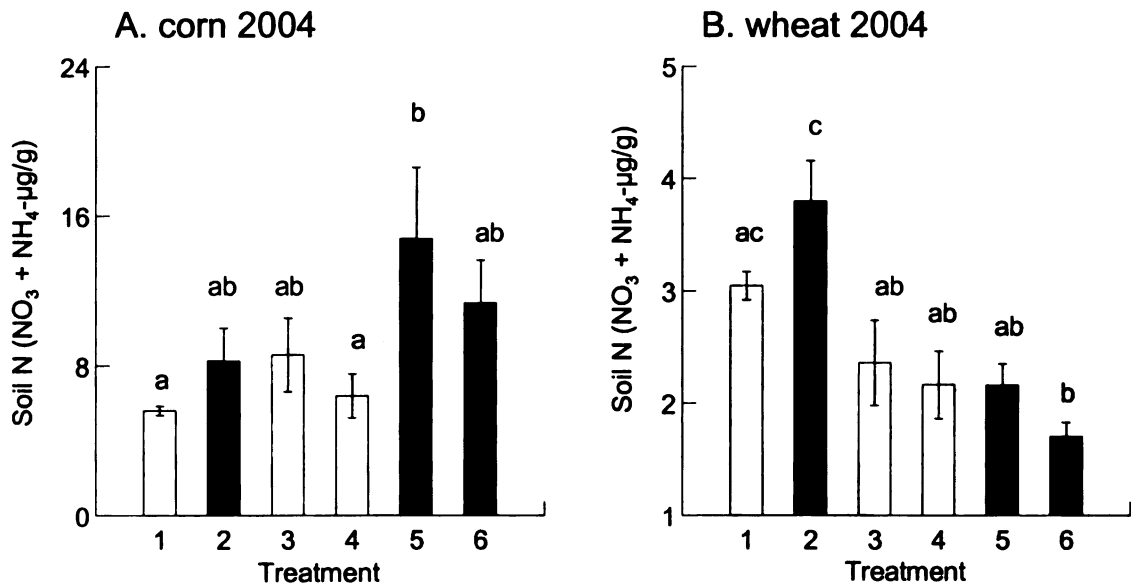 A. corn 2004
Soil N (NO₃ + NH₄-µg/g)
24
16
8
0
a
ab
ab
a
b
ab
1 2 3 4 5 6
Treatment
B. wheat 2004
Soil N (NO₃ + NH₄-µg/g)
5
4
3
2
1
ac
c
ab
ab
ab
b
1 2 3 4 5 6
Treatment